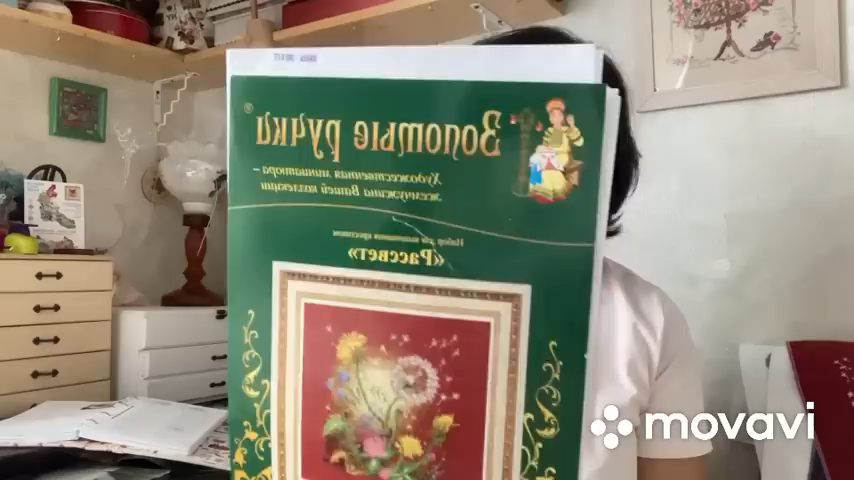 Золотые ручки®
Художественная миниатюра –
жемчужина Вашей коллекции
Набор для вышивания крестом
«Рассвет»
movavi